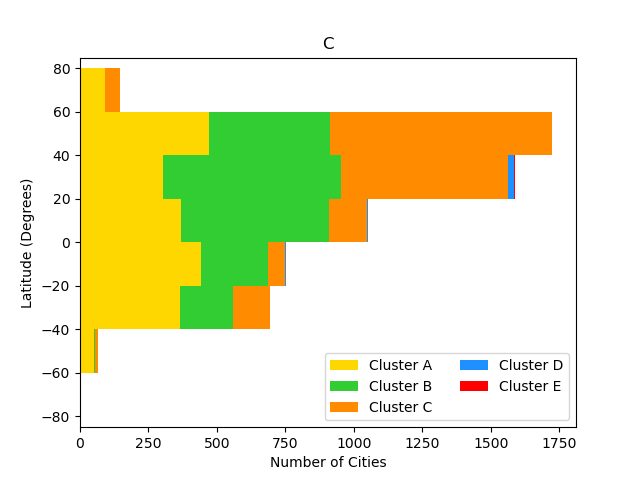 C
80
60
40
20
0
−20
−40
−60
−80
Latitude (Degrees)
Cluster A
Cluster B
Cluster C
Cluster D
Cluster E
0 250 500 750 1000 1250 1500 1750
Number of Cities